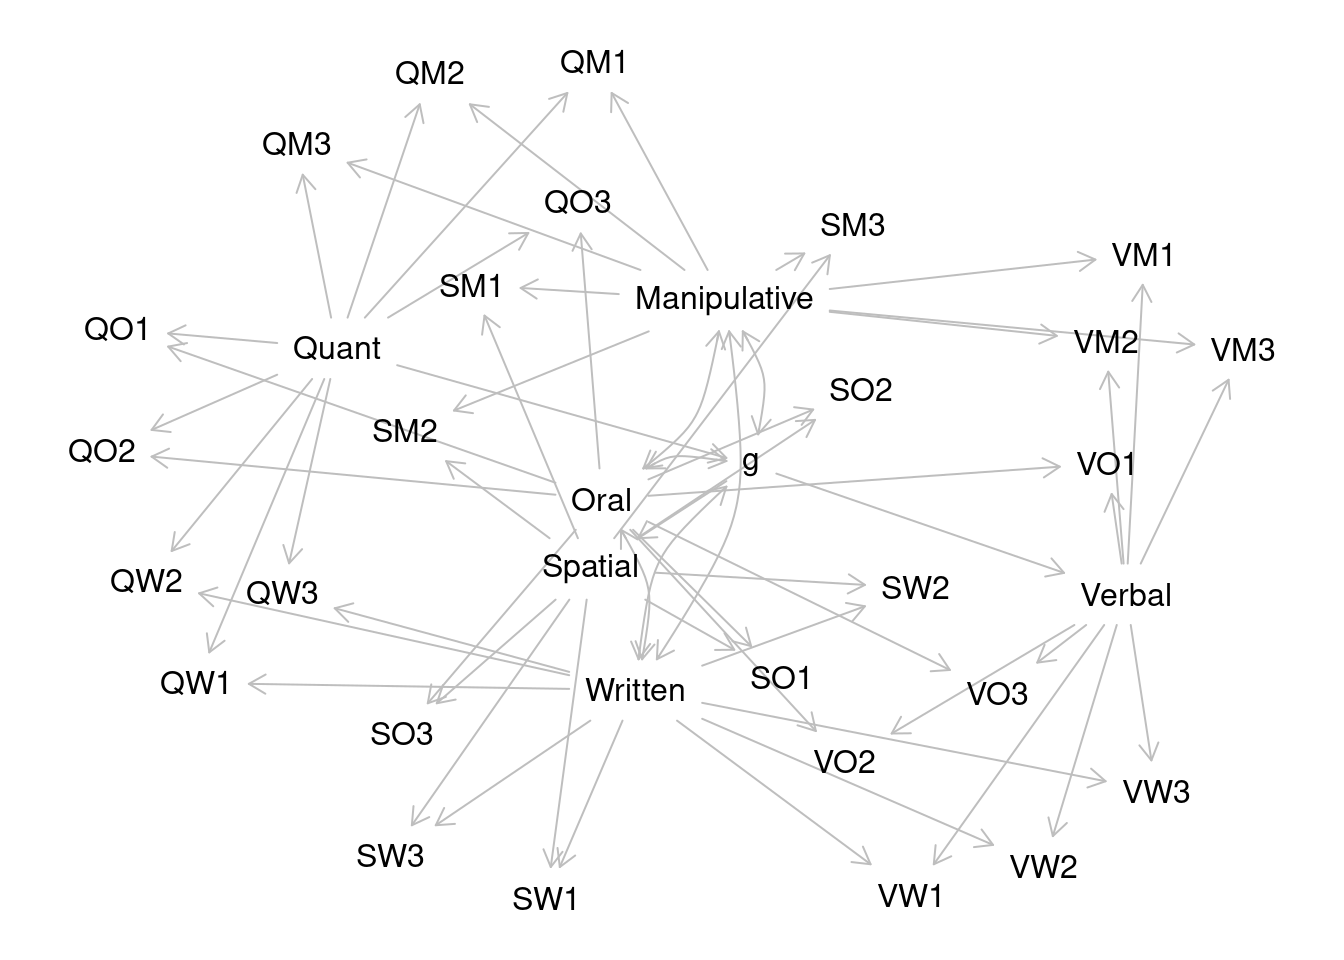 QM1
QM2
QM3
QO3
SM3
VM1
SM1
Manipulative
QO1
Quant
VM2
VM3
SO2
SM2
QO2
g
VO1
Oral
Spatial
QW2
QW3
SW2
Verbal
QW1
Written
SO1
VO3
SO3
VO2
VW3
SW3
VW2
SW1
VW1